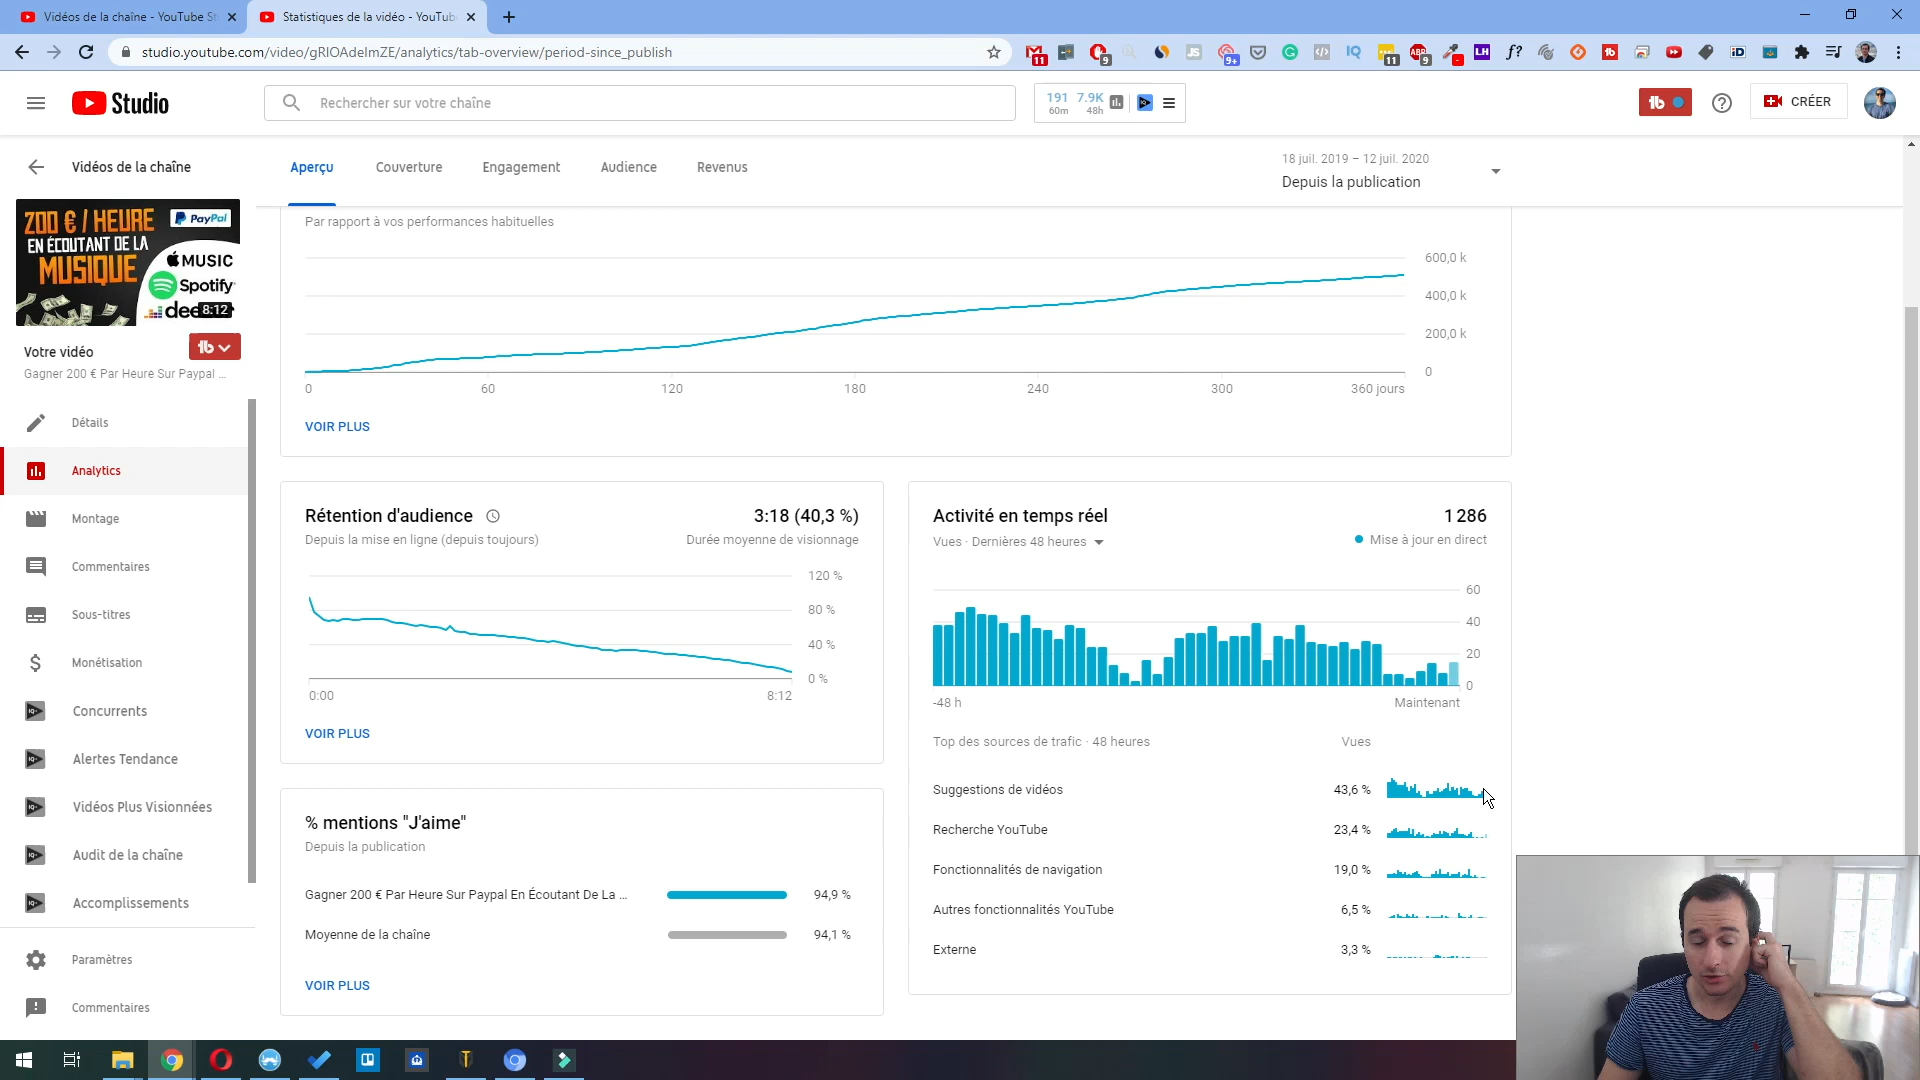 Vidéos de la chaîne - YouTube St
Statistiques de la vidéo - YouTub
studio.youtube.com/video/gRIOAdelmZE/analytics/tab-overview/period-since_publish
11
9
JS
9+
IQ
11
ABP
9
LH
f?
iD
Studio
Rechercher sur votre chaîne
191 7.9K
60m 48h
CRÉER
Vidéos de la chaîne
Aperçu
Couverture
Engagement
Audience
Revenus
18 juil. 2019 – 12 juil. 2020
Depuis la publication
200 € / HEURE
PayPal
EN ÉCOUTANT DE LA
MUSIQUE
MUSIC
Spotify
dee
8:12
Votre vidéo
Gagner 200 € Par Heure Sur Paypal ...
Détails
Analytics
Montage
Commentaires
Sous-titres
Monétisation
Concurrents
Alertes Tendance
Vidéos Plus Visionnées
Audit de la chaîne
Accomplissements
Paramètres
Commentaires
Par rapport à vos performances habituelles
600,0 k
400,0 k
200,0 k
0
0 60 120 180 240 300 360 jours
VOIR PLUS
Rétention d'audience
3:18 (40,3 %)
Depuis la mise en ligne (depuis toujours)
Durée moyenne de visionnage
120 %
80 %
40 %
0 %
0:00 8:12
VOIR PLUS
% mentions "J'aime"
Depuis la publication
Gagner 200 € Par Heure Sur Paypal En Écoutant De La ... 94,9 %
Moyenne de la chaîne 94,1 %
VOIR PLUS
Activité en temps réel
1 286
Vues · Dernières 48 heures
Mise à jour en direct
60
40
20
0
-48 h Maintenant
Top des sources de trafic · 48 heures Vues
Suggestions de vidéos 43,6 %
Recherche YouTube 23,4 %
Fonctionnalités de navigation 19,0 %
Autres fonctionnalités YouTube 6,5 %
Externe 3,3 %